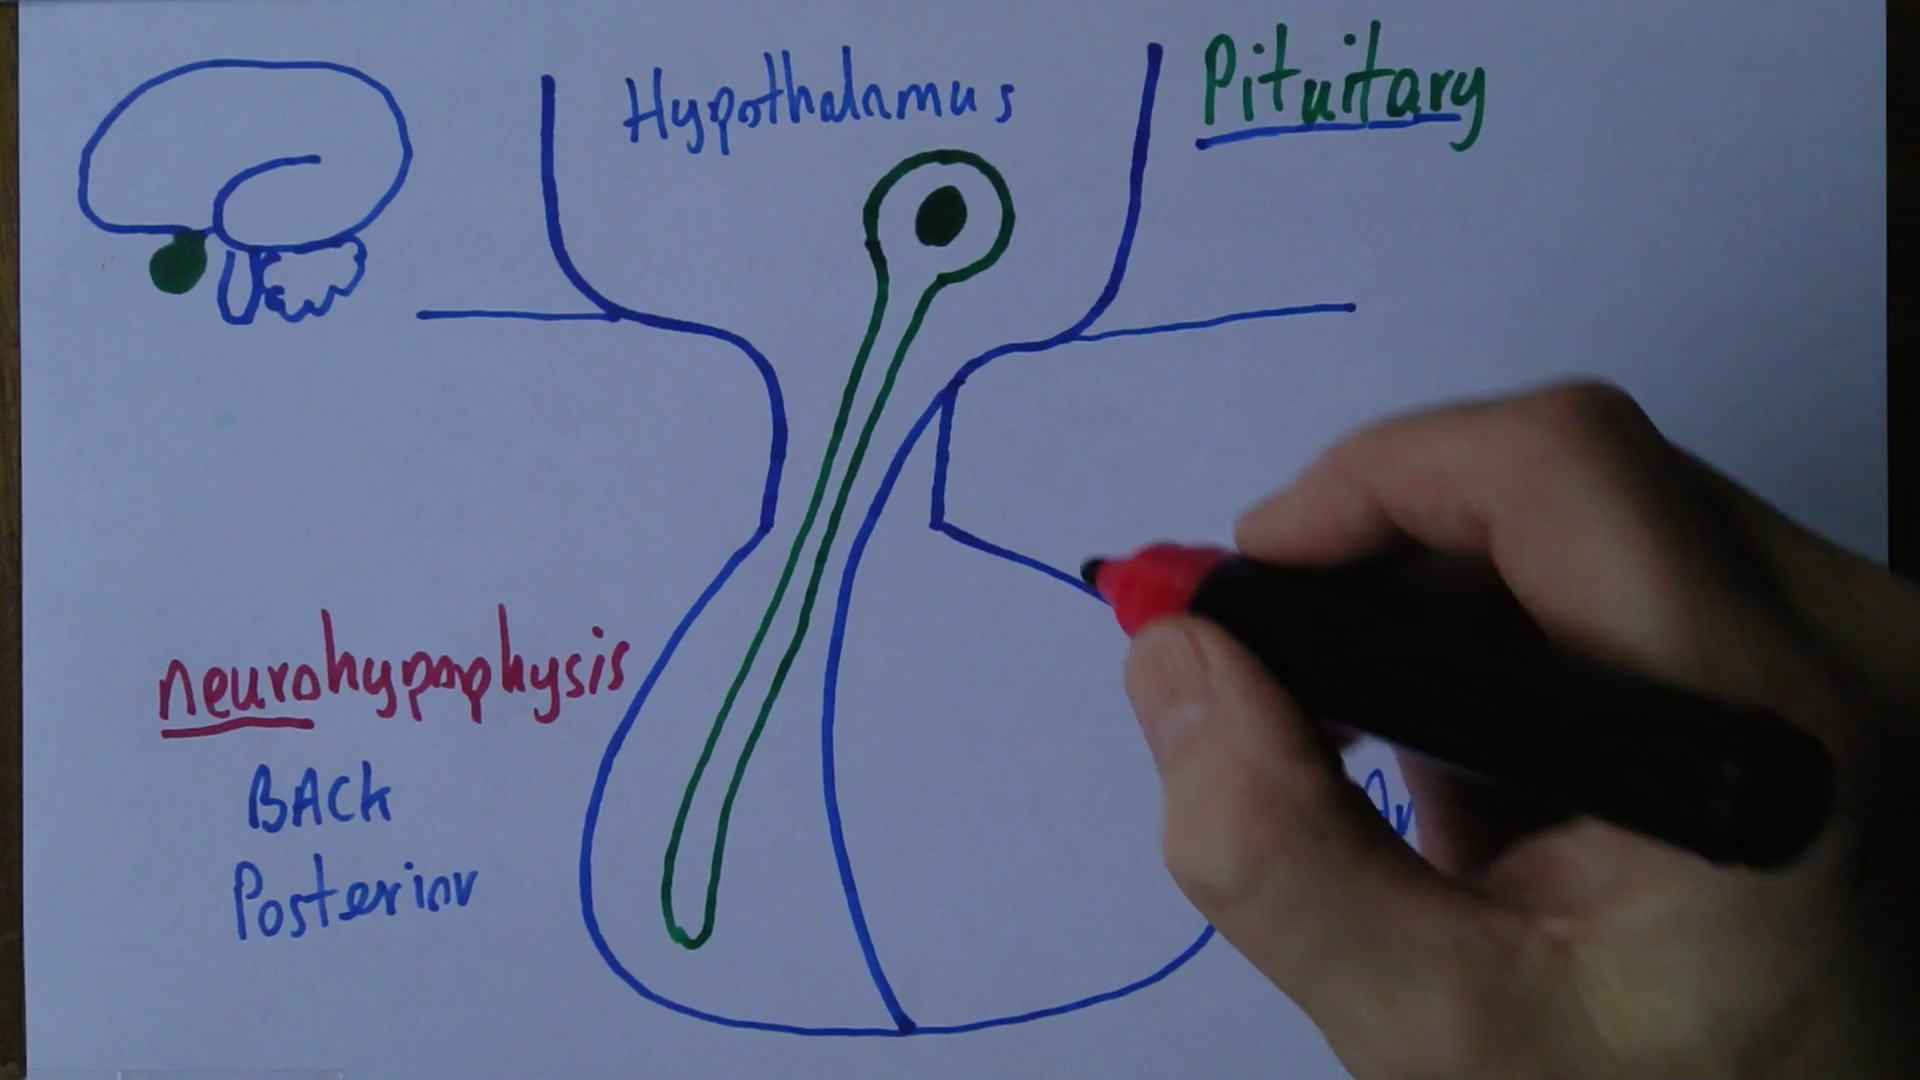 Hypothalamus
Pituitary
neurohypophysis
BACK
Posterior